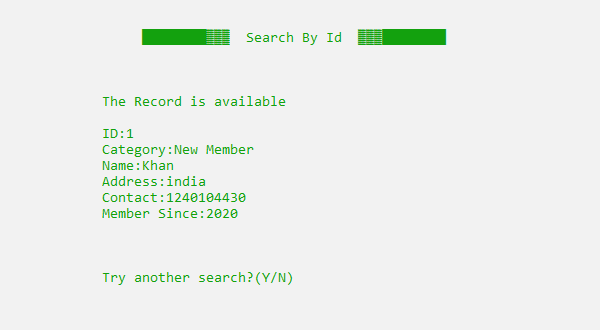 Search By Id
The Record is available
ID:1
Category:New Member
Name:Khan
Address:india
Contact:1240104430
Member Since:2020
Try another search?(Y/N)